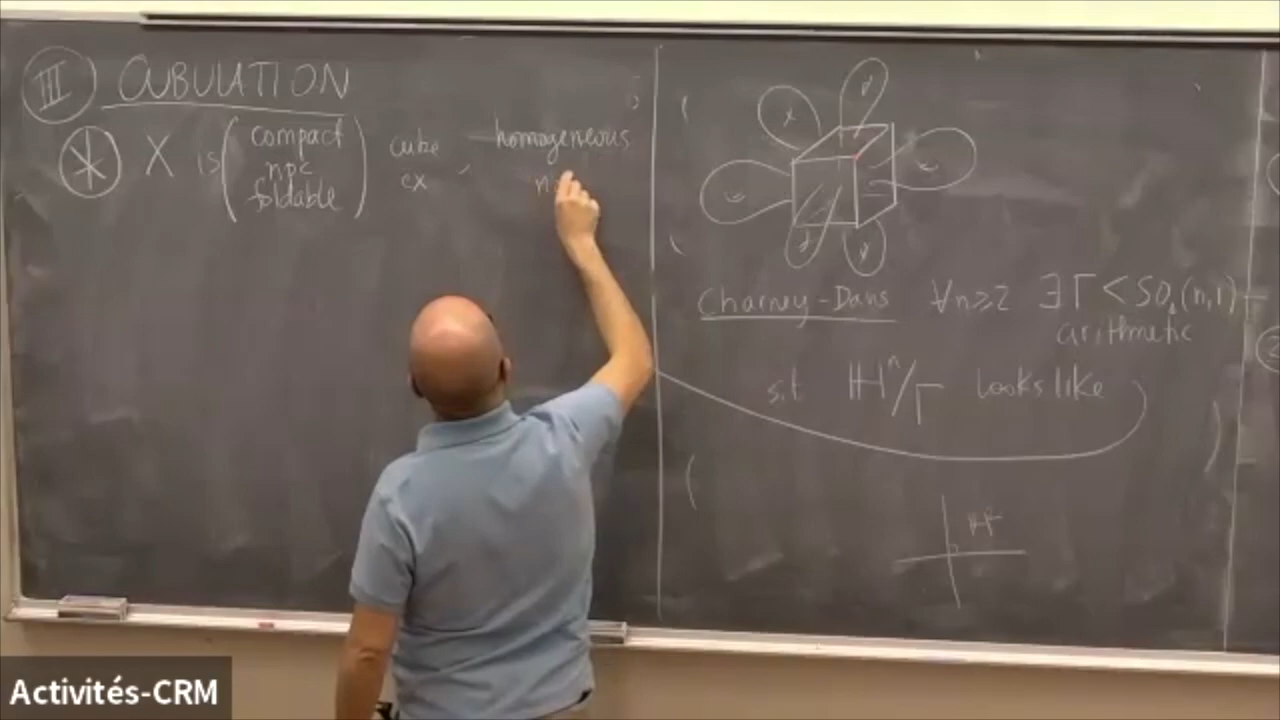 III) CUBULATION
* X is ( compact npc foldable ) cube cx, homogeneous
Charney-Davis ∀n≥2 ∃Γ < SO₀(n,1)
arithmetic
s.t ℍⁿ/Γ looks like
Activités-CRM